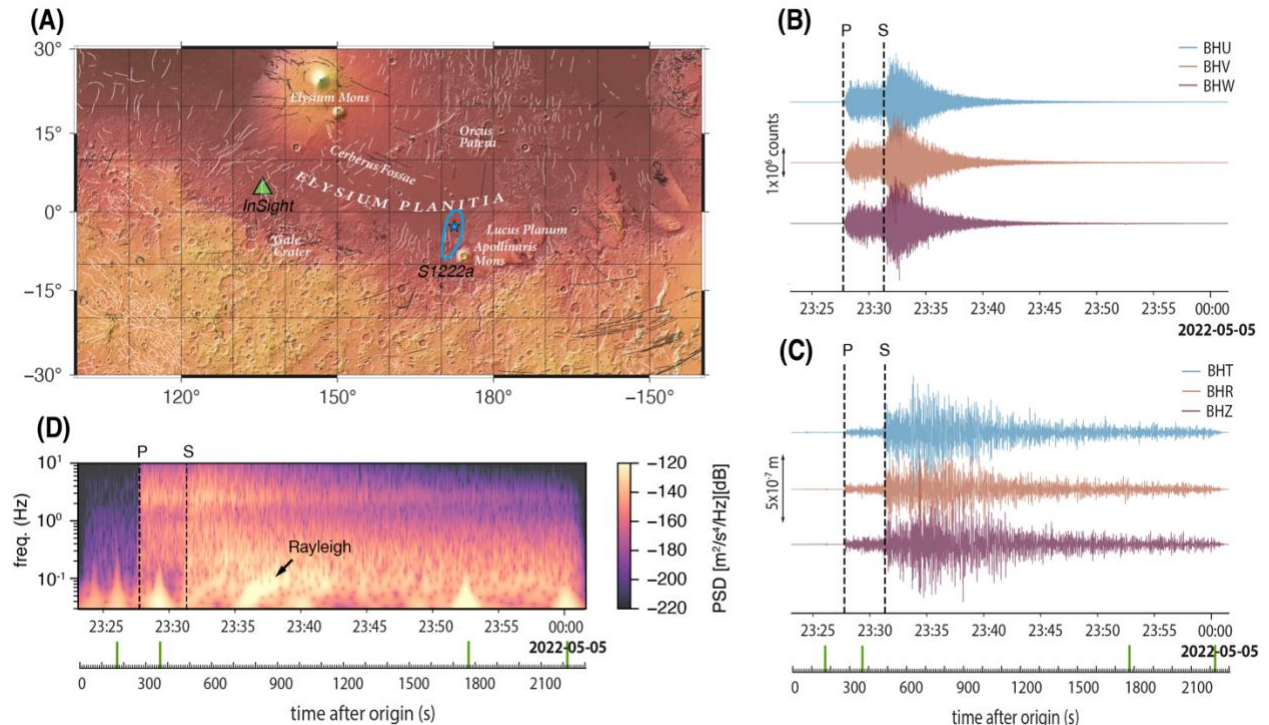 (A)
30°
15°
0°
−15°
−30°
120°
150°
180°
−150°
Elysium Mons
Orcus
Patera
Cerberus Fossae
ELYSIUM PLANITIA
InSight
Gale
Crater
Lucus Planum
Apollinaris
Mons
S1222a
(B)
P
S
BHU
BHV
BHW
1x10⁶ counts
23:25
23:30
23:35
23:40
23:45
23:50
23:55
00:00
2022-05-05
(C)
P
S
BHT
BHR
BHZ
5x10⁻⁷ m
23:25
23:30
23:35
23:40
23:45
23:50
23:55
00:00
2022-05-05
0
300
600
900
1200
1500
1800
2100
time after origin (s)
(D)
P
S
10¹
10⁰
10⁻¹
freq. (Hz)
Rayleigh
−120
−140
−160
−180
−200
−220
PSD [m²/s⁴/Hz][dB]
23:25
23:30
23:35
23:40
23:45
23:50
23:55
00:00
2022-05-05
0
300
600
900
1200
1500
1800
2100
time after origin (s)